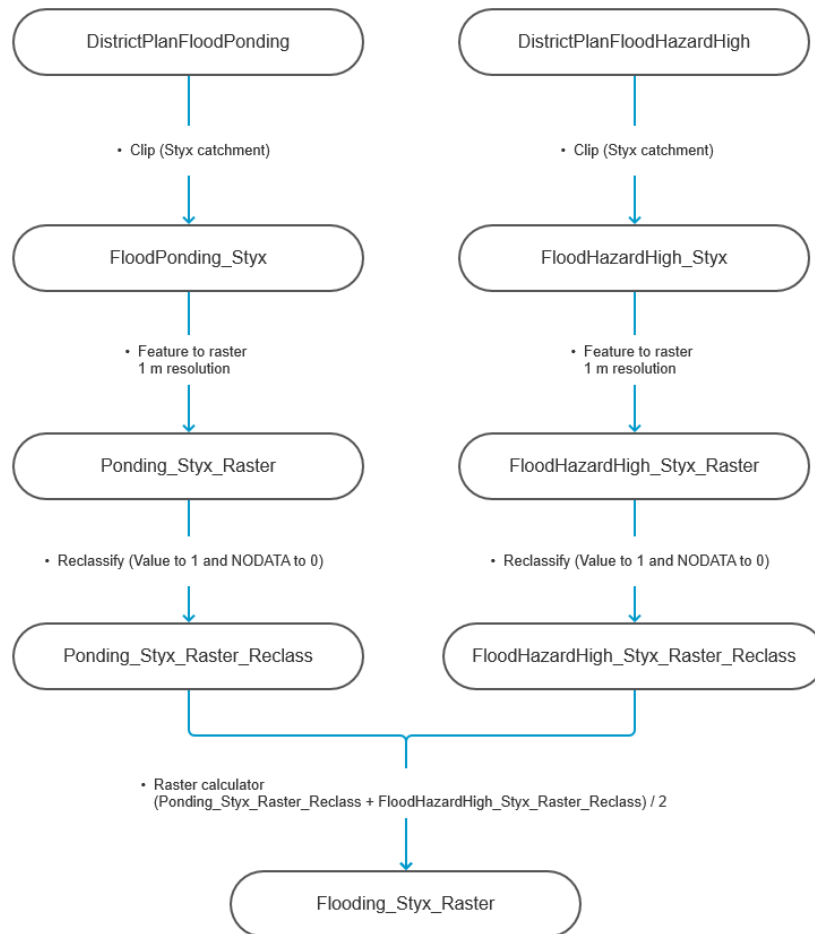 DistrictPlanFloodPonding
DistrictPlanFloodHazardHigh
• Clip (Styx catchment)
• Clip (Styx catchment)
FloodPonding_Styx
FloodHazardHigh_Styx
• Feature to raster
1 m resolution
• Feature to raster
1 m resolution
Ponding_Styx_Raster
FloodHazardHigh_Styx_Raster
• Reclassify (Value to 1 and NODATA to 0)
• Reclassify (Value to 1 and NODATA to 0)
Ponding_Styx_Raster_Reclass
FloodHazardHigh_Styx_Raster_Reclass
• Raster calculator
(Ponding_Styx_Raster_Reclass + FloodHazardHigh_Styx_Raster_Reclass) / 2
Flooding_Styx_Raster